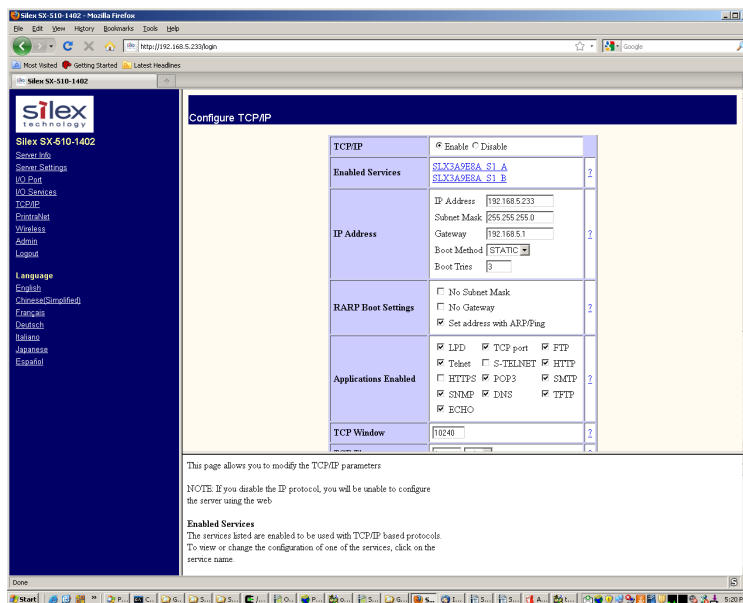 Silex SX-510-1402 - Mozilla Firefox
File Edit View History Bookmarks Tools Help
http://192.168.5.233/login
Google
Most Visited Getting Started Latest Headlines
Silex SX-510-1402
silex
technology
Silex SX-510-1402
Server Info
Server Settings
I/O Port
I/O Services
TCP/IP
PrintraNet
Wireless
Admin
Logout
Language
English
Chinese(Simplified)
Français
Deutsch
Italiano
Japanese
Español
Configure TCP/IP
TCP/IP Enable Disable
Enabled Services SLX3A9E8A_S1_A ?
SLX3A9E8A_S1_B
IP Address
IP Address 192.168.5.233
Subnet Mask 255.255.255.0
Gateway 192.168.5.1 ?
Boot Method STATIC
Boot Tries 3
RARP Boot Settings
No Subnet Mask
No Gateway ?
Set address with ARP/Ping
Applications Enabled
LPD TCP port FTP
Telnet S-TELNET HTTP
HTTPS POP3 SMTP ?
SNMP DNS TFTP
ECHO
TCP Window 10240 ?
This page allows you to modify the TCP/IP parameters
NOTE: If you disable the IP protocol, you will be unable to configure
the server using the web
Enabled Services
The services listed are enabled to be used with TCP/IP based protocols.
To view or change the configuration of one of the services, click on the
service name.
Done
Start P... C... G... S... S... /... O... P... o... S... G... S... I... S... S... A... t... 5:20 P